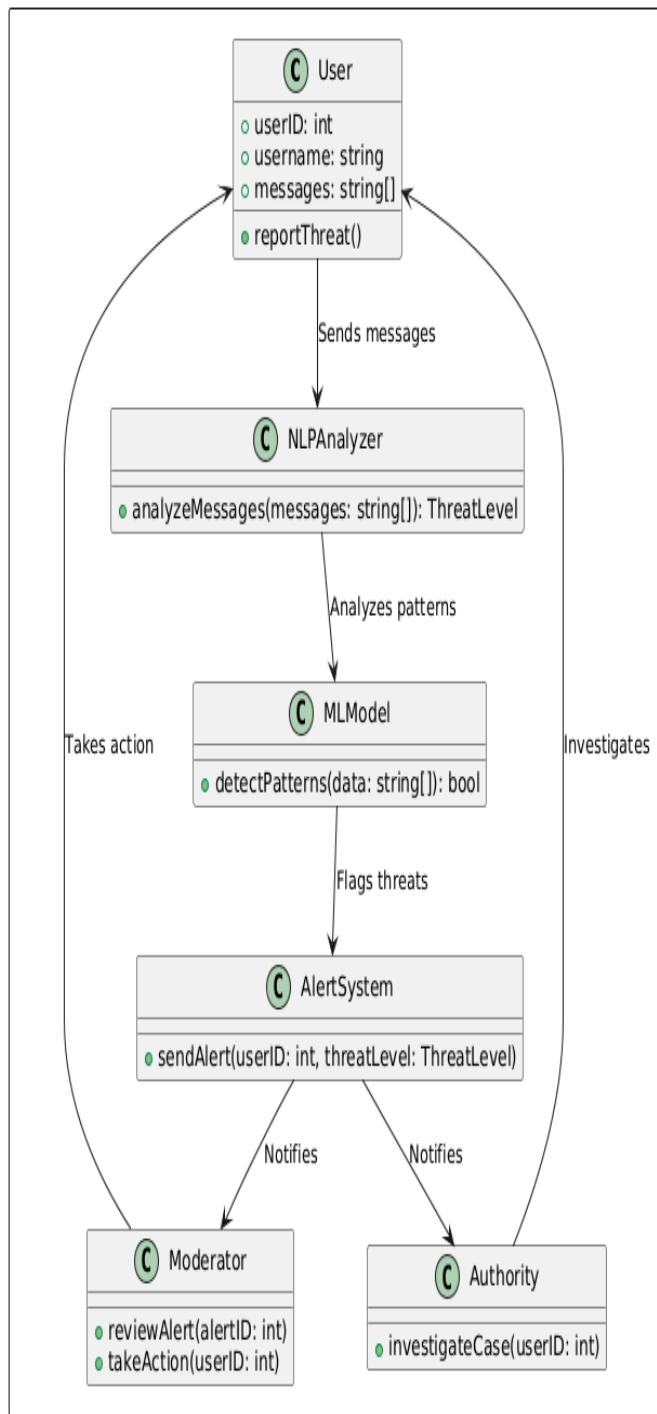 C User
userID: int
username: string
messages: string[]
reportThreat()
Sends messages
C NLPAnalyzer
analyzeMessages(messages: string[]): ThreatLevel
Analyzes patterns
C MLModel
detectPatterns(data: string[]): bool
Takes action
Investigates
Flags threats
C AlertSystem
sendAlert(userID: int, threatLevel: ThreatLevel)
Notifies
Notifies
C Moderator
reviewAlert(alertID: int)
takeAction(userID: int)
C Authority
investigateCase(userID: int)